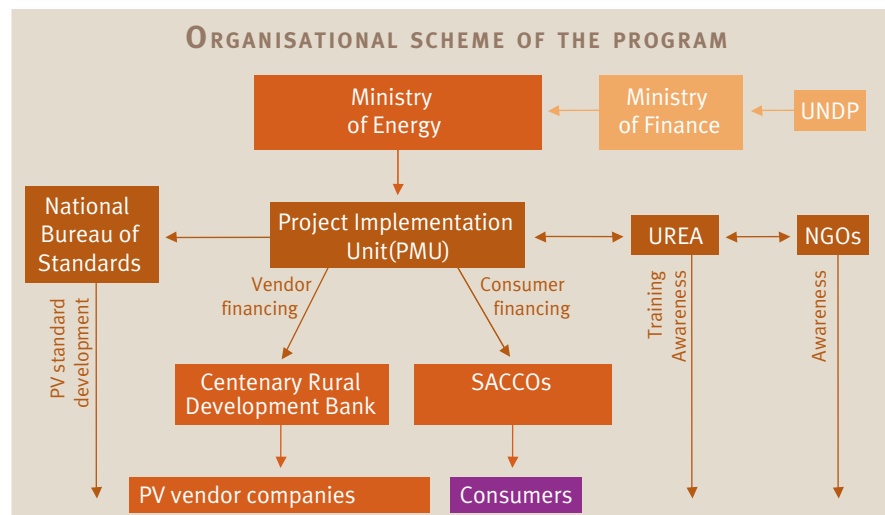 ORGANISATIONAL SCHEME OF THE PROGRAM
Ministry
of Energy
Ministry
of Finance
UNDP
National
Bureau of
Standards
Project Implementation
Unit(PMU)
UREA
NGOs
Vendor
financing
Consumer
financing
PV standard
development
Training
Awareness
Awareness
Centenary Rural
Development Bank
SACCOs
PV vendor companies
Consumers